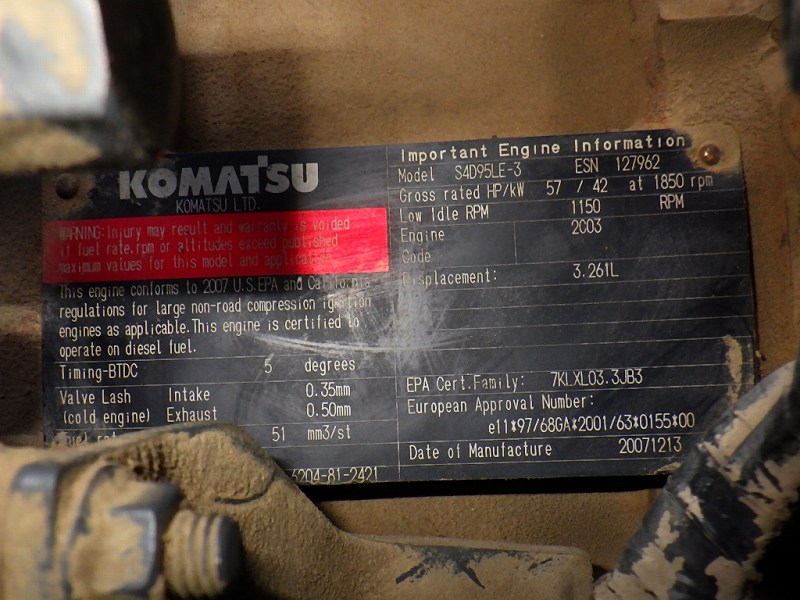 KOMATSU
KOMATSU LTD.
WARNING: Injury may result and warranty is voided
if fuel rate.rpm or altitudes exceed published
maximum values for this model and application.
This engine conforms to 2007 U.S.EPA and California
regulations for large non-road compression ignition
engines as applicable.This engine is certified to
operate on diesel fuel.
Timing-BTDC 5 degrees
Valve Lash Intake 0.35mm
(cold engine) Exhaust 0.50mm
51 mm3/st
6204-81-2421
Important Engine Information
Model S4D95LE-3 ESN 127962
Gross rated HP/kW 57 / 42 at 1850 rpm
Low Idle RPM 1150 RPM
Engine 2C03
Code
Displacement: 3.261L
EPA Cert.Family: 7KLXL03.3JB3
European Approval Number:
e11*97/68GA*2001/63*0155*00
Date of Manufacture 20071213